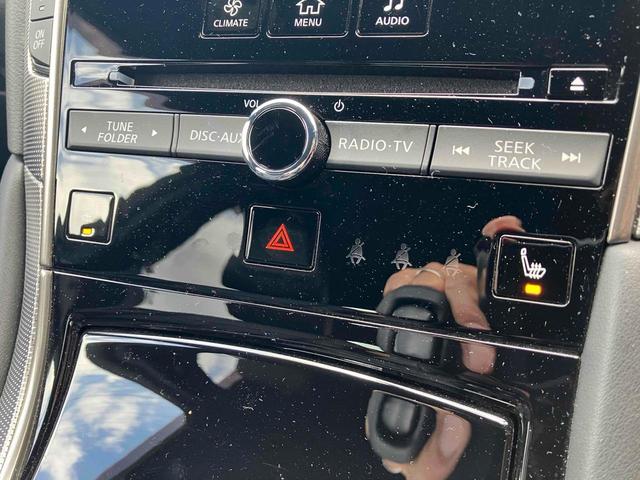 CLIMATE
MENU
AUDIO
ON
OFF
VOL
TUNE
FOLDER
DISC·AUX
RADIO·TV
SEEK
TRACK